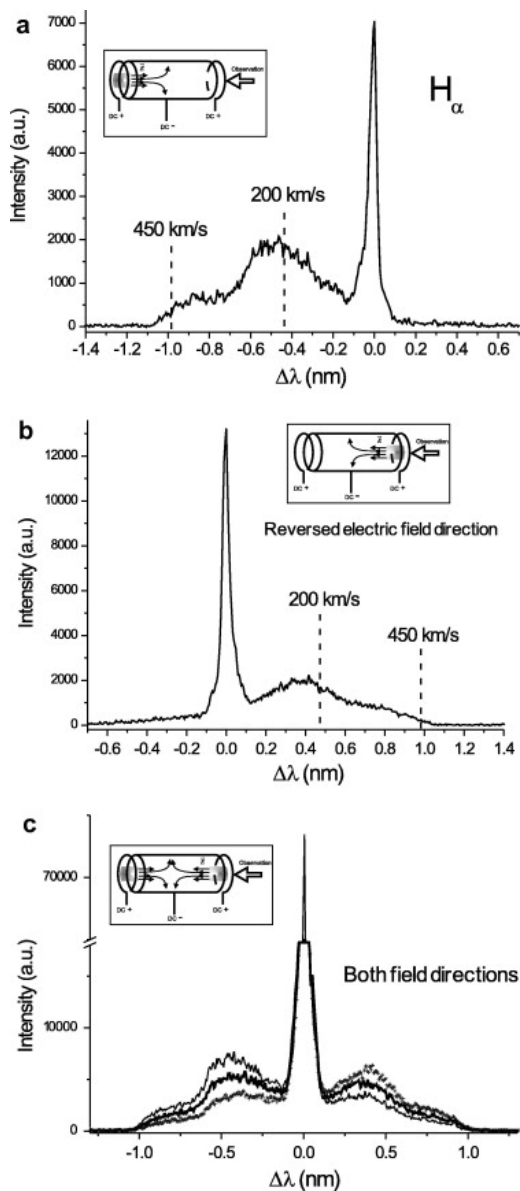 a
7000
6000
5000
4000
3000
2000
1000
0
Intensity (a.u.)
Observation
DC +
DC −
DC +
Hα
450 km/s
200 km/s
-1.4 -1.2 -1.0 -0.8 -0.6 -0.4 -0.2 0.0 0.2 0.4 0.6
Δλ (nm)
b
12000
10000
8000
6000
4000
2000
0
Intensity (a.u.)
Observation
DC +
DC −
DC +
Reversed electric field direction
200 km/s
450 km/s
-0.6 -0.4 -0.2 0.0 0.2 0.4 0.6 0.8 1.0 1.2 1.4
Δλ (nm)
c
70000
10000
0
Intensity (a.u.)
Observation
DC +
DC −
DC +
Both field directions
-1.0 -0.5 0.0 0.5 1.0
Δλ (nm)